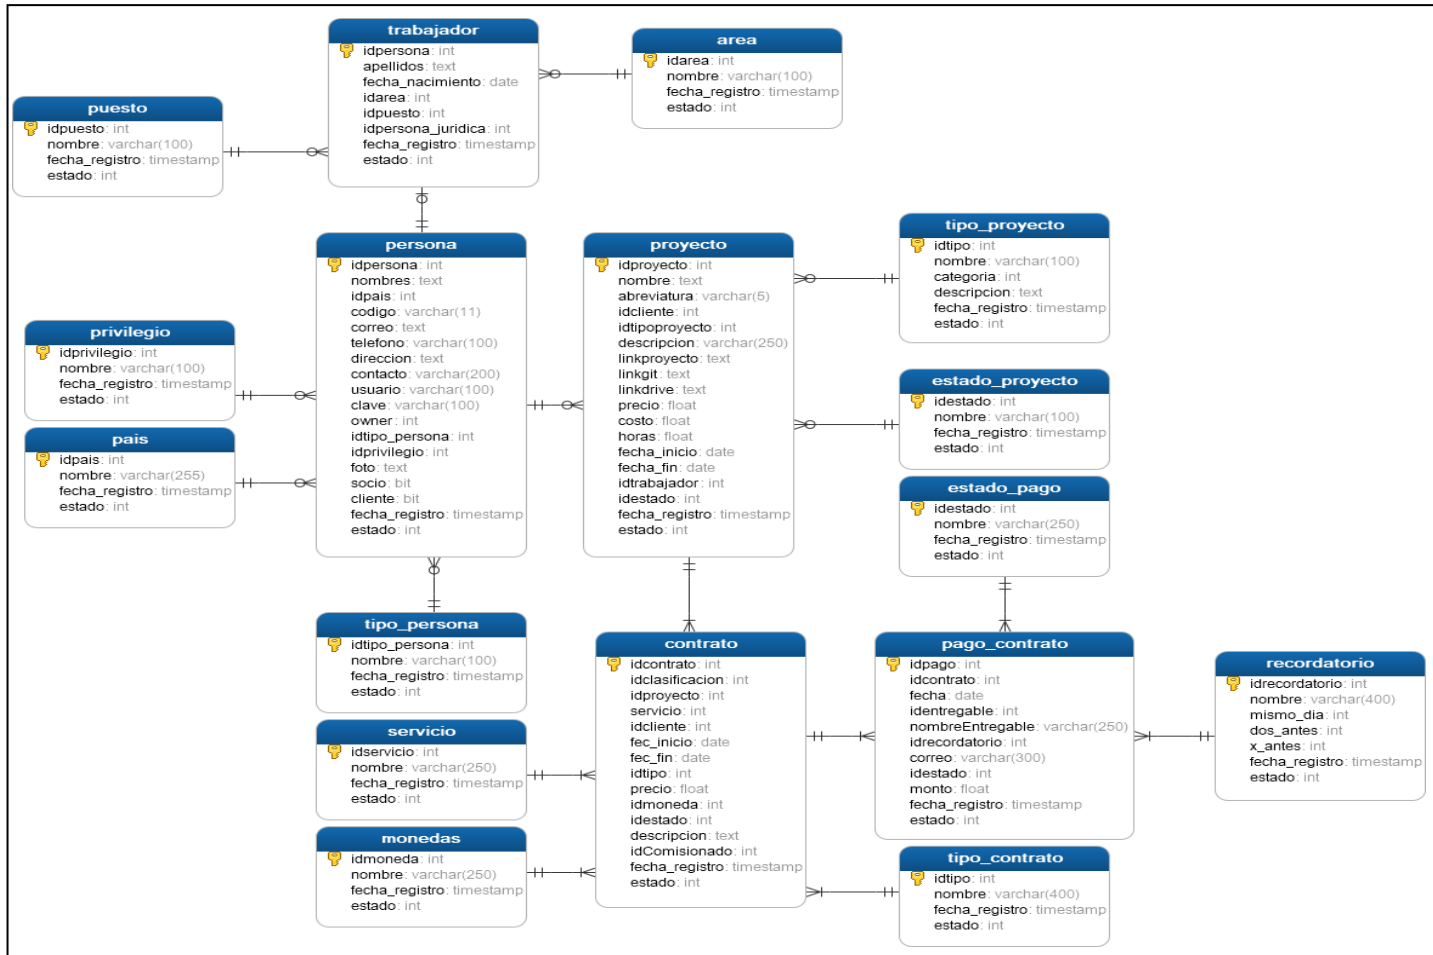 trabajador
idpersona: int
apellidos: text
fecha_nacimiento: date
idarea: int
idpuesto: int
idpersona_juridica: int
fecha_registro: timestamp
estado: int
area
idarea: int
nombre: varchar(100)
fecha_registro: timestamp
estado: int
puesto
idpuesto: int
nombre: varchar(100)
fecha_registro: timestamp
estado: int
persona
idpersona: int
nombres: text
idpais: int
codigo: varchar(11)
correo: text
telefono: varchar(100)
direccion: text
contacto: varchar(200)
usuario: varchar(100)
clave: varchar(100)
owner: int
idtipo_persona: int
idprivilegio: int
foto: text
socio: bit
cliente: bit
fecha_registro: timestamp
estado: int
proyecto
idproyecto: int
nombre: text
abreviatura: varchar(5)
idcliente: int
idtipoproyecto: int
descripcion: varchar(250)
linkproyecto: text
linkgit: text
linkdrive: text
precio: float
costo: float
horas: float
fecha_inicio: date
fecha_fin: date
idtrabajador: int
idestado: int
fecha_registro: timestamp
estado: int
tipo_proyecto
idtipo: int
nombre: varchar(100)
categoria: int
descripcion: text
fecha_registro: timestamp
estado: int
privilegio
idprivilegio: int
nombre: varchar(100)
fecha_registro: timestamp
estado: int
pais
idpais: int
nombre: varchar(255)
fecha_registro: timestamp
estado: int
estado_proyecto
idestado: int
nombre: varchar(100)
fecha_registro: timestamp
estado: int
estado_pago
idestado: int
nombre: varchar(250)
fecha_registro: timestamp
estado: int
tipo_persona
idtipo_persona: int
nombre: varchar(100)
fecha_registro: timestamp
estado: int
servicio
idservicio: int
nombre: varchar(250)
fecha_registro: timestamp
estado: int
monedas
idmoneda: int
nombre: varchar(250)
fecha_registro: timestamp
estado: int
contrato
idcontrato: int
idclasificacion: int
idproyecto: int
servicio: int
idcliente: int
fec_inicio: date
fec_fin: date
idtipo: int
precio: float
idmoneda: int
idestado: int
descripcion: text
idComisionado: int
fecha_registro: timestamp
estado: int
pago_contrato
idpago: int
idcontrato: int
fecha: date
identregable: int
nombreEntregable: varchar(250)
idrecordatorio: int
correo: varchar(300)
idestado: int
monto: float
fecha_registro: timestamp
estado: int
recordatorio
idrecordatorio: int
nombre: varchar(400)
mismo_dia: int
dos_antes: int
x_antes: int
fecha_registro: timestamp
estado: int
tipo_contrato
idtipo: int
nombre: varchar(400)
fecha_registro: timestamp
estado: int